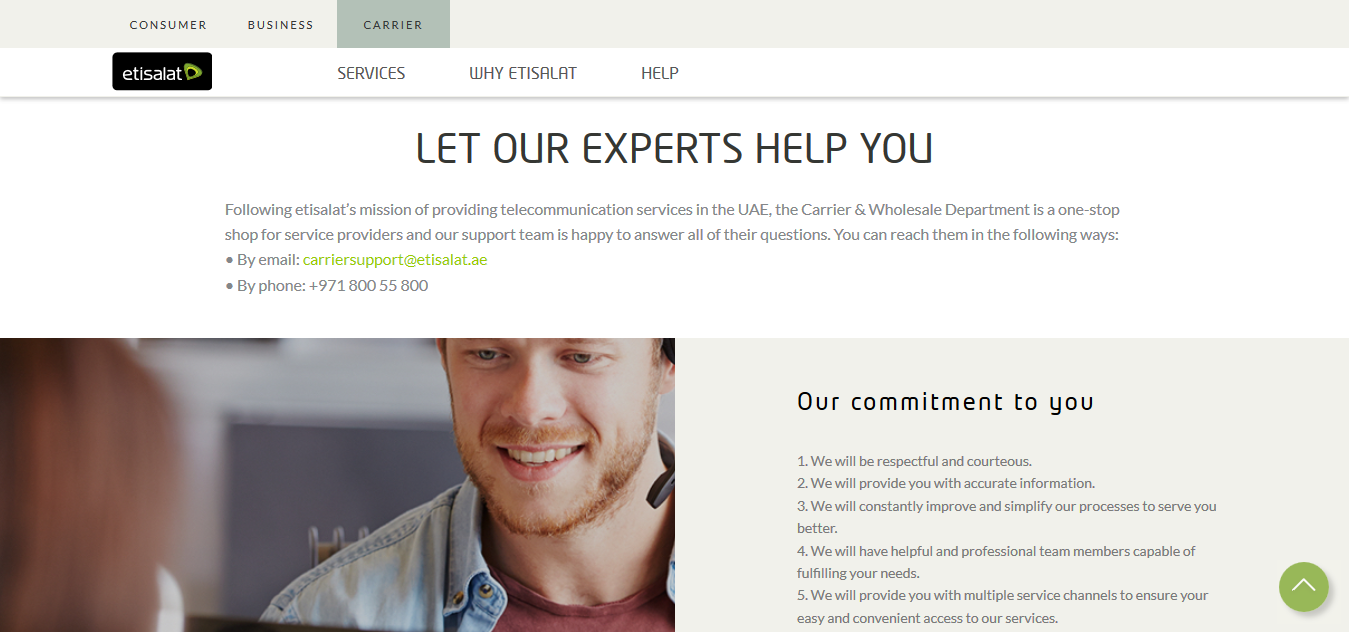 CONSUMER
BUSINESS
CARRIER
etisalat
SERVICES
WHY ETISALAT
HELP
LET OUR EXPERTS HELP YOU
Following etisalat’s mission of providing telecommunication services in the UAE, the Carrier & Wholesale Department is a one-stop
shop for service providers and our support team is happy to answer all of their questions. You can reach them in the following ways:
• By email: carriersupport@etisalat.ae
• By phone: +971 800 55 800
Our commitment to you
1. We will be respectful and courteous.
2. We will provide you with accurate information.
3. We will constantly improve and simplify our processes to serve you
better.
4. We will have helpful and professional team members capable of
fulfilling your needs.
5. We will provide you with multiple service channels to ensure your
easy and convenient access to our services.